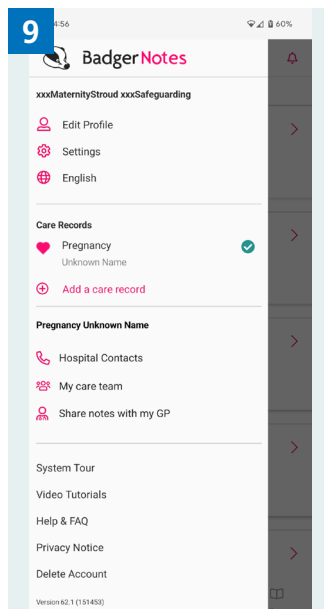 9
4:56
60%
BadgerNotes
xxxMaternityStroud xxxSafeguarding
Edit Profile
Settings
English
Care Records
Pregnancy
Unknown Name
Add a care record
Pregnancy Unknown Name
Hospital Contacts
My care team
Share notes with my GP
System Tour
Video Tutorials
Help & FAQ
Privacy Notice
Delete Account
Version 62.1 (151453)